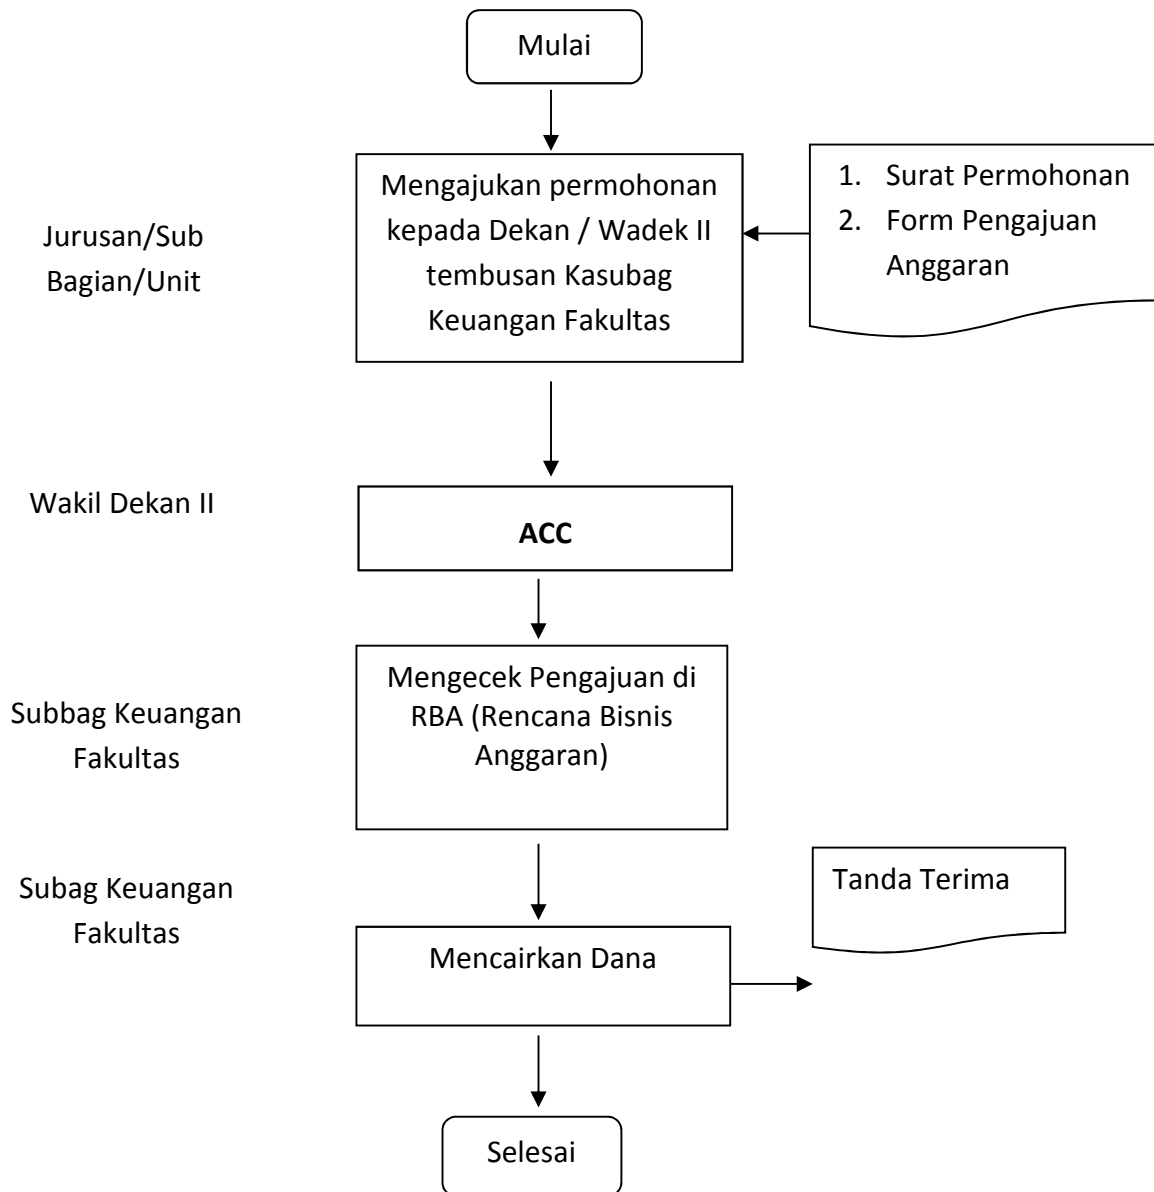 Mulai
Jurusan/Sub
Bagian/Unit
Mengajukan permohonan
kepada Dekan / Wadek II
tembusan Kasubag
Keuangan Fakultas
1. Surat Permohonan
2. Form Pengajuan
Anggaran
Wakil Dekan II
ACC
Subbag Keuangan
Fakultas
Mengecek Pengajuan di
RBA (Rencana Bisnis
Anggaran)
Subag Keuangan
Fakultas
Mencairkan Dana
Tanda Terima
Selesai